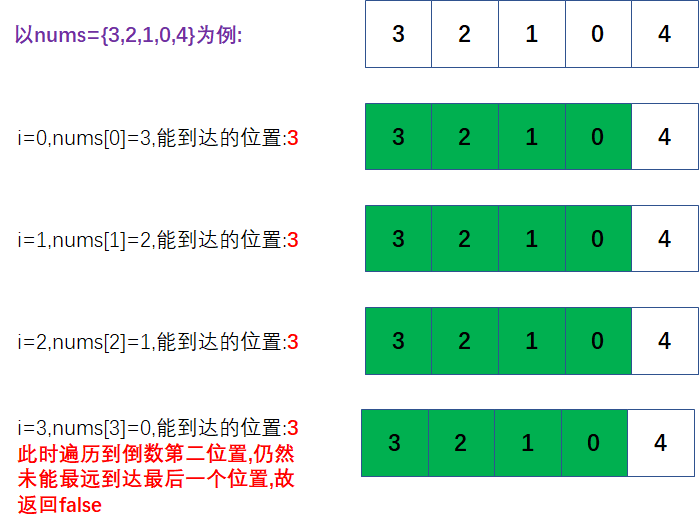 以nums={3,2,1,0,4}为例:
3 2 1 0 4
i=0,nums[0]=3,能到达的位置:3
3 2 1 0 4
i=1,nums[1]=2,能到达的位置:3
3 2 1 0 4
i=2,nums[2]=1,能到达的位置:3
3 2 1 0 4
i=3,nums[3]=0,能到达的位置:3
此时遍历到倒数第二位置,仍然
未能最远到达最后一个位置,故
返回false
3 2 1 0 4